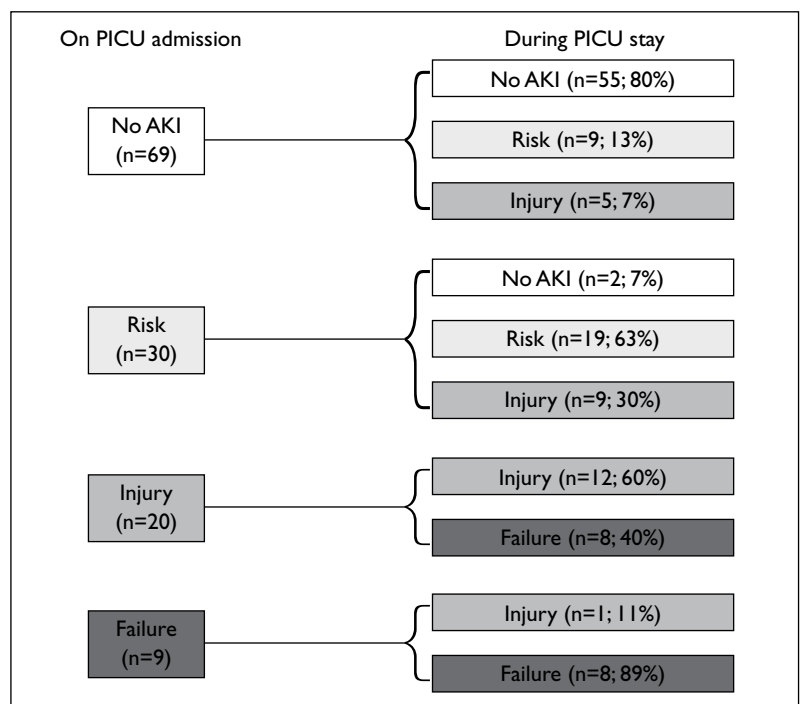 On PICU admission
During PICU stay
No AKI
(n=69)
No AKI (n=55; 80%)
Risk (n=9; 13%)
Injury (n=5; 7%)
Risk
(n=30)
No AKI (n=2; 7%)
Risk (n=19; 63%)
Injury (n=9; 30%)
Injury
(n=20)
Injury (n=12; 60%)
Failure (n=8; 40%)
Failure
(n=9)
Injury (n=1; 11%)
Failure (n=8; 89%)